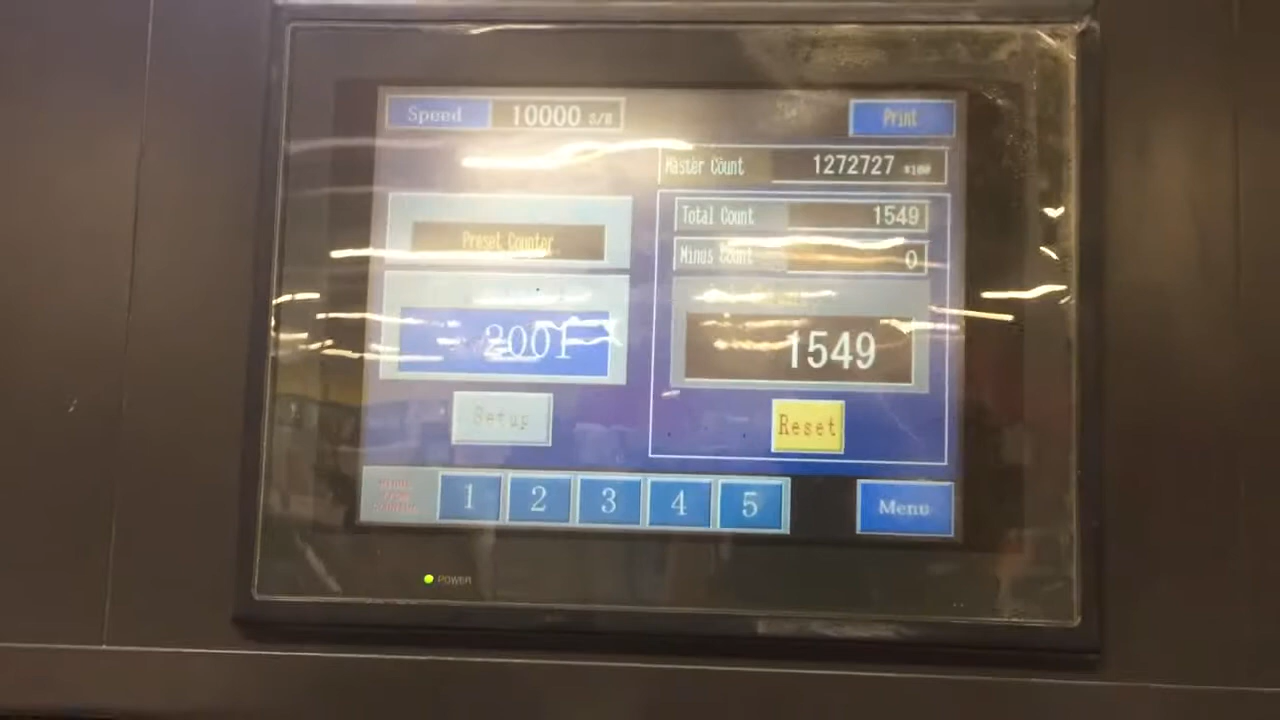 Speed 10000 S/H
Print
Master Count 1272727 *100
Total Count 1549
Preset Counter
Minus Count 0
2001
1549
Setup
Reset
1 2 3 4 5
Menu
POWER